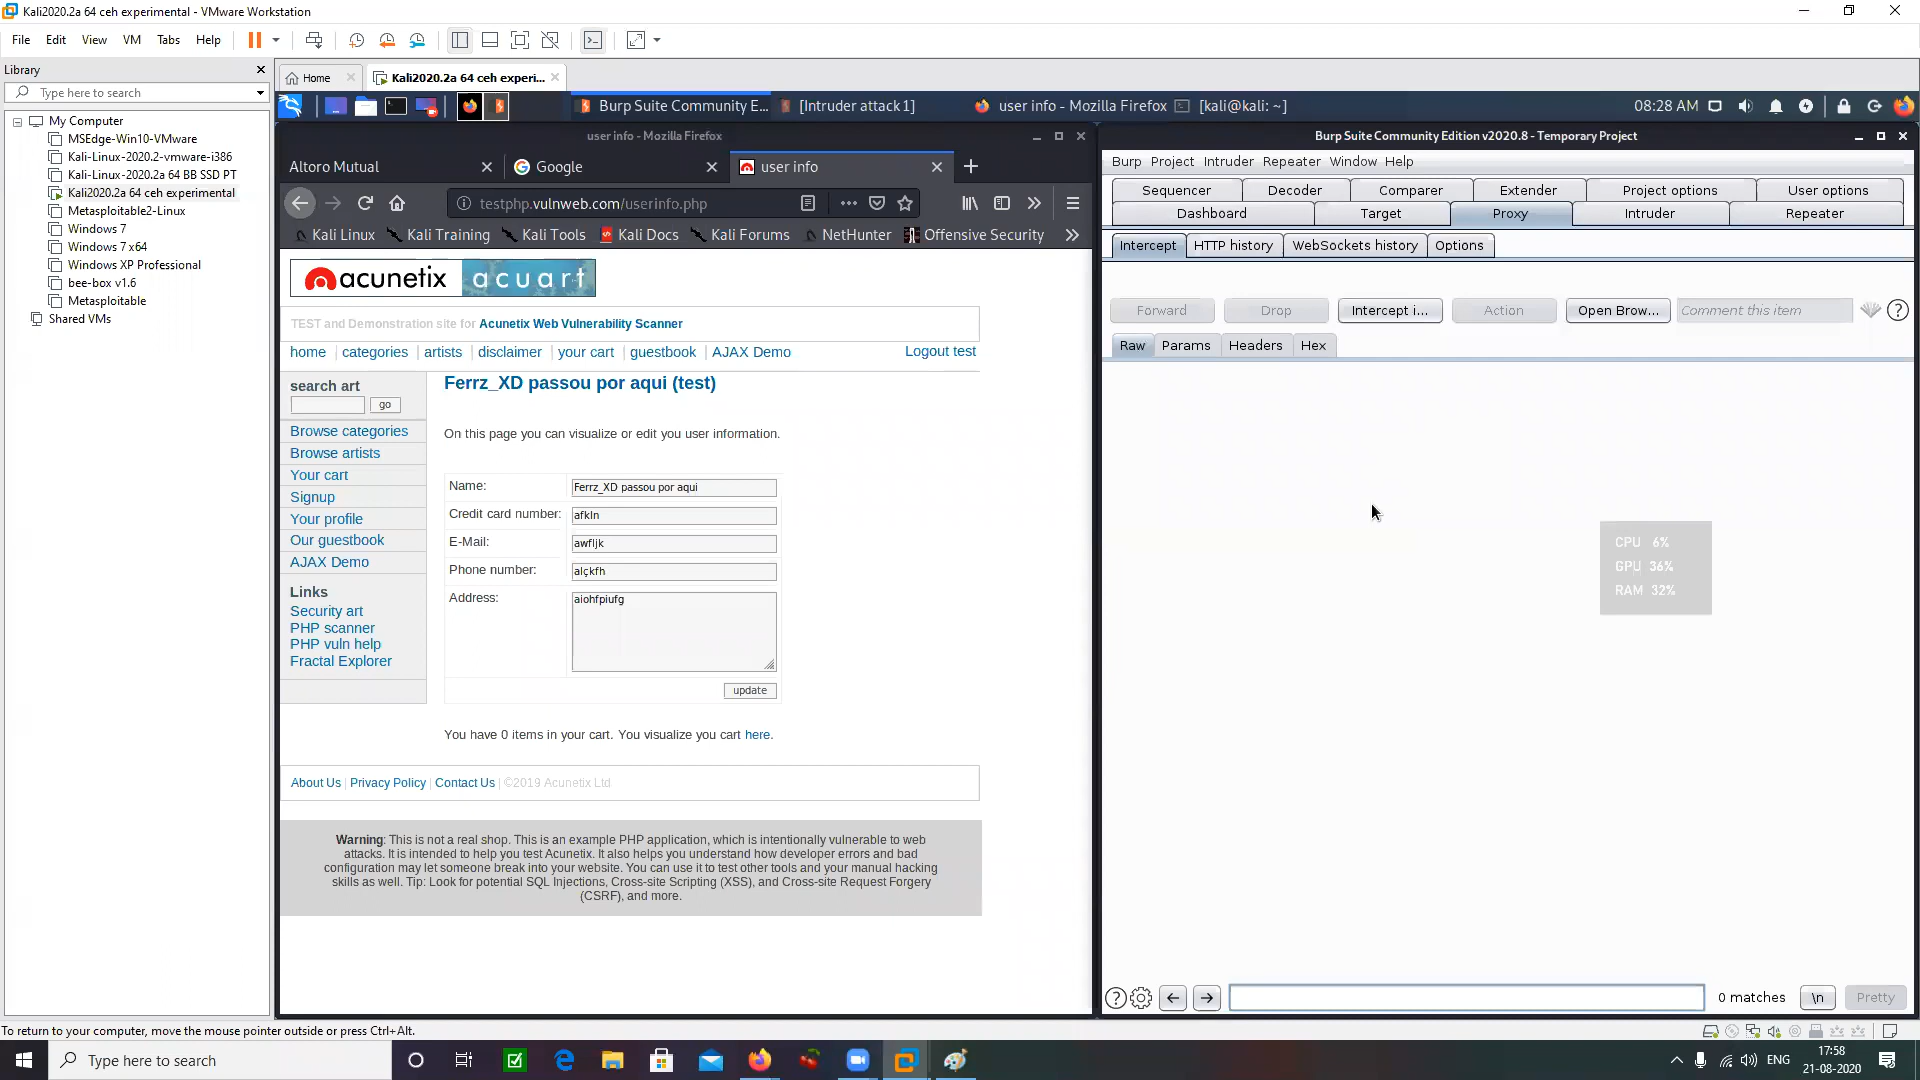 Kali2020.2a 64 ceh experimental - VMware Workstation
File Edit View VM Tabs Help
Library
Type here to search
My Computer
MSEdge-Win10-VMware
Kali-Linux-2020.2-vmware-i386
Kali-Linux-2020.2a 64 BB SSD PT
Kali2020.2a 64 ceh experimental
Metasploitable2-Linux
Windows 7
Windows 7 x64
Windows XP Professional
bee-box v1.6
Metasploitable
Shared VMs
Home
Kali2020.2a 64 ceh experi...
Burp Suite Community E...
[Intruder attack 1]
user info - Mozilla Firefox
[kali@kali: ~]
08:28 AM
user info - Mozilla Firefox
Altoro Mutual
Google
user info
testphp.vulnweb.com/userinfo.php
Kali Linux
Kali Training
Kali Tools
Kali Docs
Kali Forums
NetHunter
Offensive Security
acunetix acuart
TEST and Demonstration site for Acunetix Web Vulnerability Scanner
home | categories | artists | disclaimer | your cart | guestbook | AJAX Demo
Logout test
search art
go
Browse categories
Browse artists
Your cart
Signup
Your profile
Our guestbook
AJAX Demo
Links
Security art
PHP scanner
PHP vuln help
Fractal Explorer
Ferrz_XD passou por aqui (test)
On this page you can visualize or edit you user information.
Name: Ferrz_XD passou por aqui
Credit card number: afkln
E-Mail: awfljk
Phone number: alçkfh
Address: aiohfpiufg
update
You have 0 items in your cart. You visualize you cart here.
About Us | Privacy Policy | Contact Us | ©2019 Acunetix Ltd
Warning: This is not a real shop. This is an example PHP application, which is intentionally vulnerable to web
attacks. It is intended to help you test Acunetix. It also helps you understand how developer errors and bad
configuration may let someone break into your website. You can use it to test other tools and your manual hacking
skills as well. Tip: Look for potential SQL Injections, Cross-site Scripting (XSS), and Cross-site Request Forgery
(CSRF), and more.
Burp Suite Community Edition v2020.8 - Temporary Project
Burp Project Intruder Repeater Window Help
Sequencer Decoder Comparer Extender Project options User options
Dashboard Target Proxy Intruder Repeater
Intercept HTTP history WebSockets history Options
Forward Drop Intercept i... Action Open Brow... Comment this item
Raw Params Headers Hex
CPU 6%
GPU 36%
RAM 32%
0 matches
\n
Pretty
To return to your computer, move the mouse pointer outside or press Ctrl+Alt.
Type here to search
ENG
17:58
21-08-2020